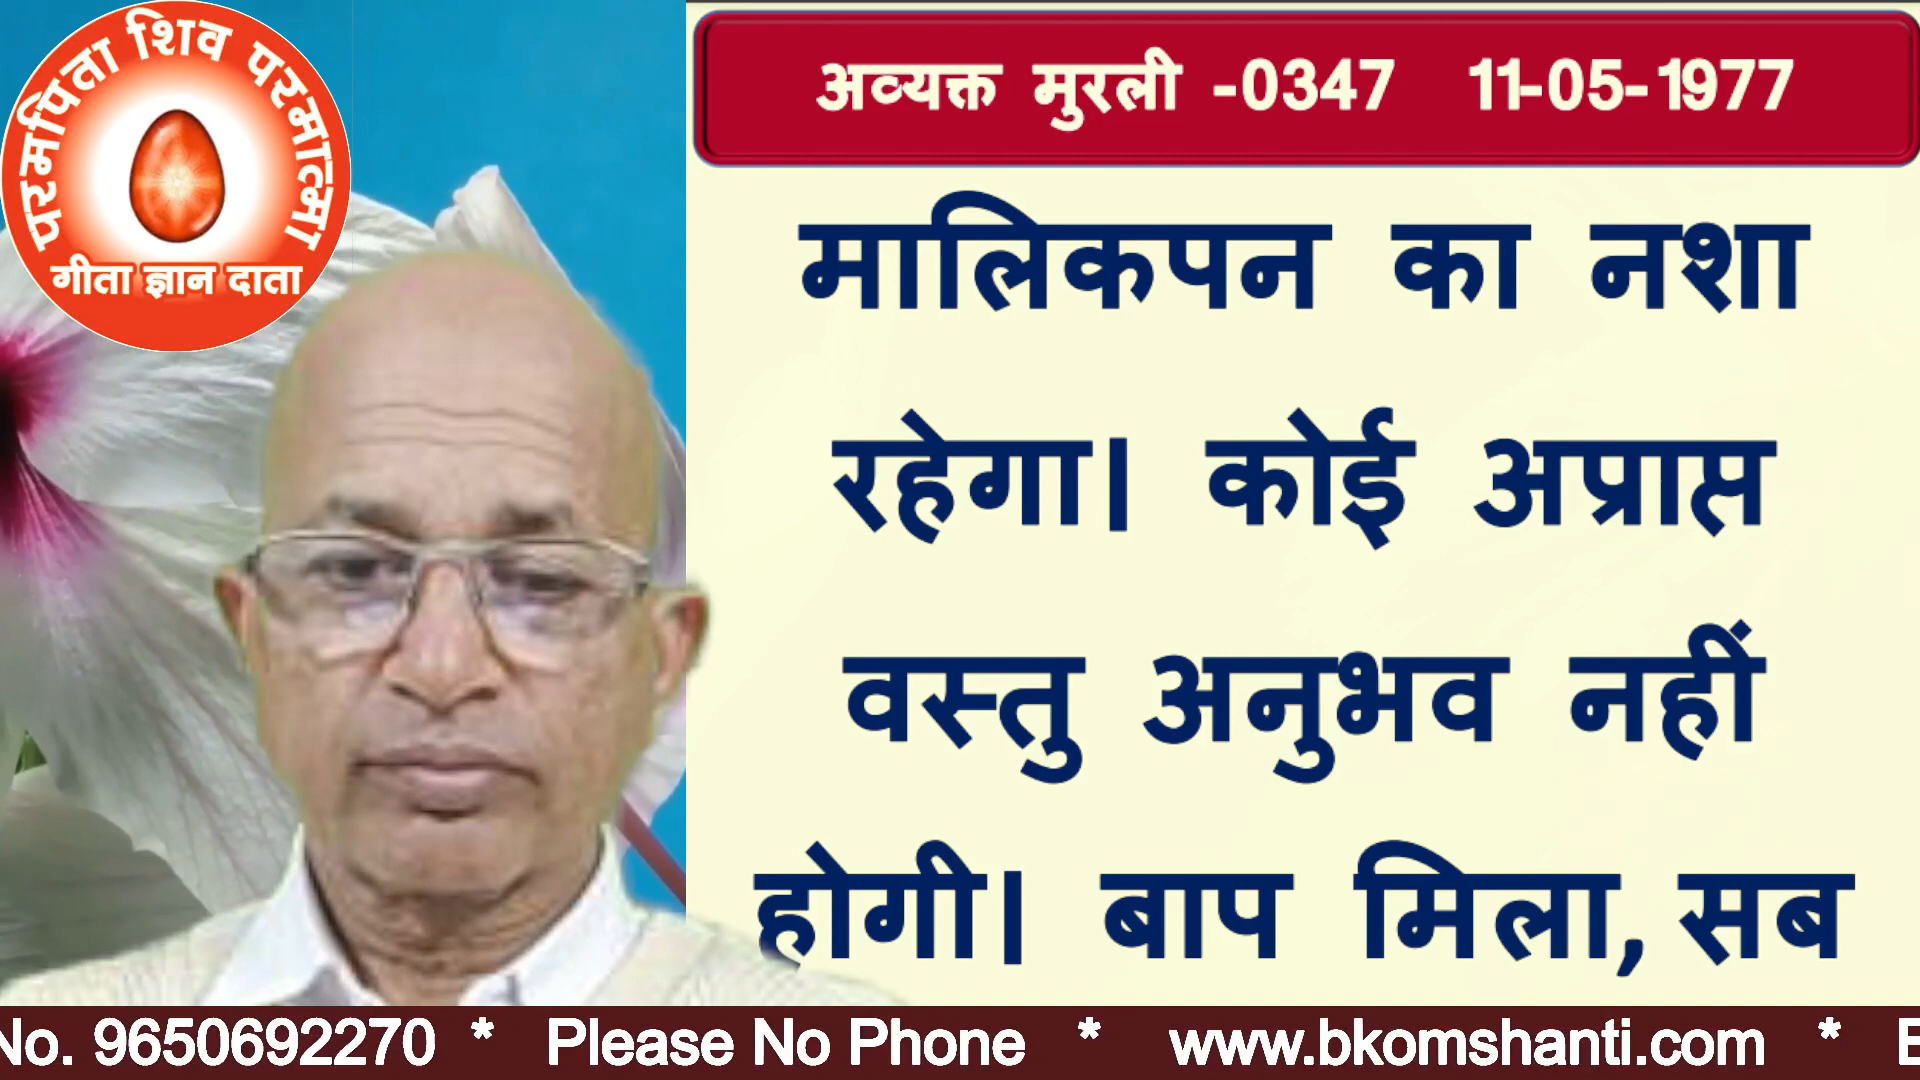 परमपिता शिव परमात्मा
गीता ज्ञान दाता
अव्यक्त मुरली -0347 11-05-1977
मालिकपन का नशा
रहेगा। कोई अप्राप्त
वस्तु अनुभव नहीं
होगी। बाप मिला, सब
No. 9650692270 * Please No Phone * www.bkomshanti.com *